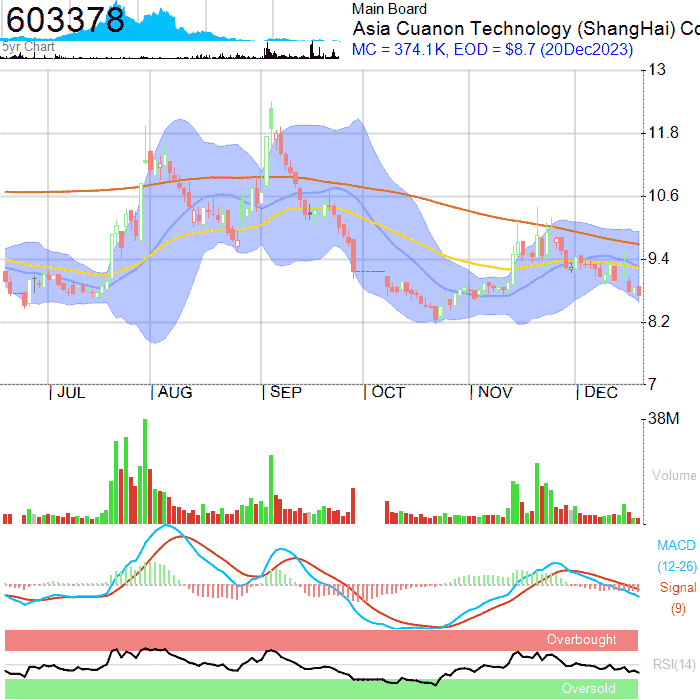 603378
5yr Chart
Main Board
Asia Cuanon Technology (ShangHai) Co
MC = 374.1K, EOD = $8.7 (20Dec2023)
13
11.8
10.6
9.4
8.2
7
JUL AUG SEP OCT NOV DEC
38M
Volume
MACD
(12-26)
Signal
(9)
Overbought
RSI(14)
Oversold